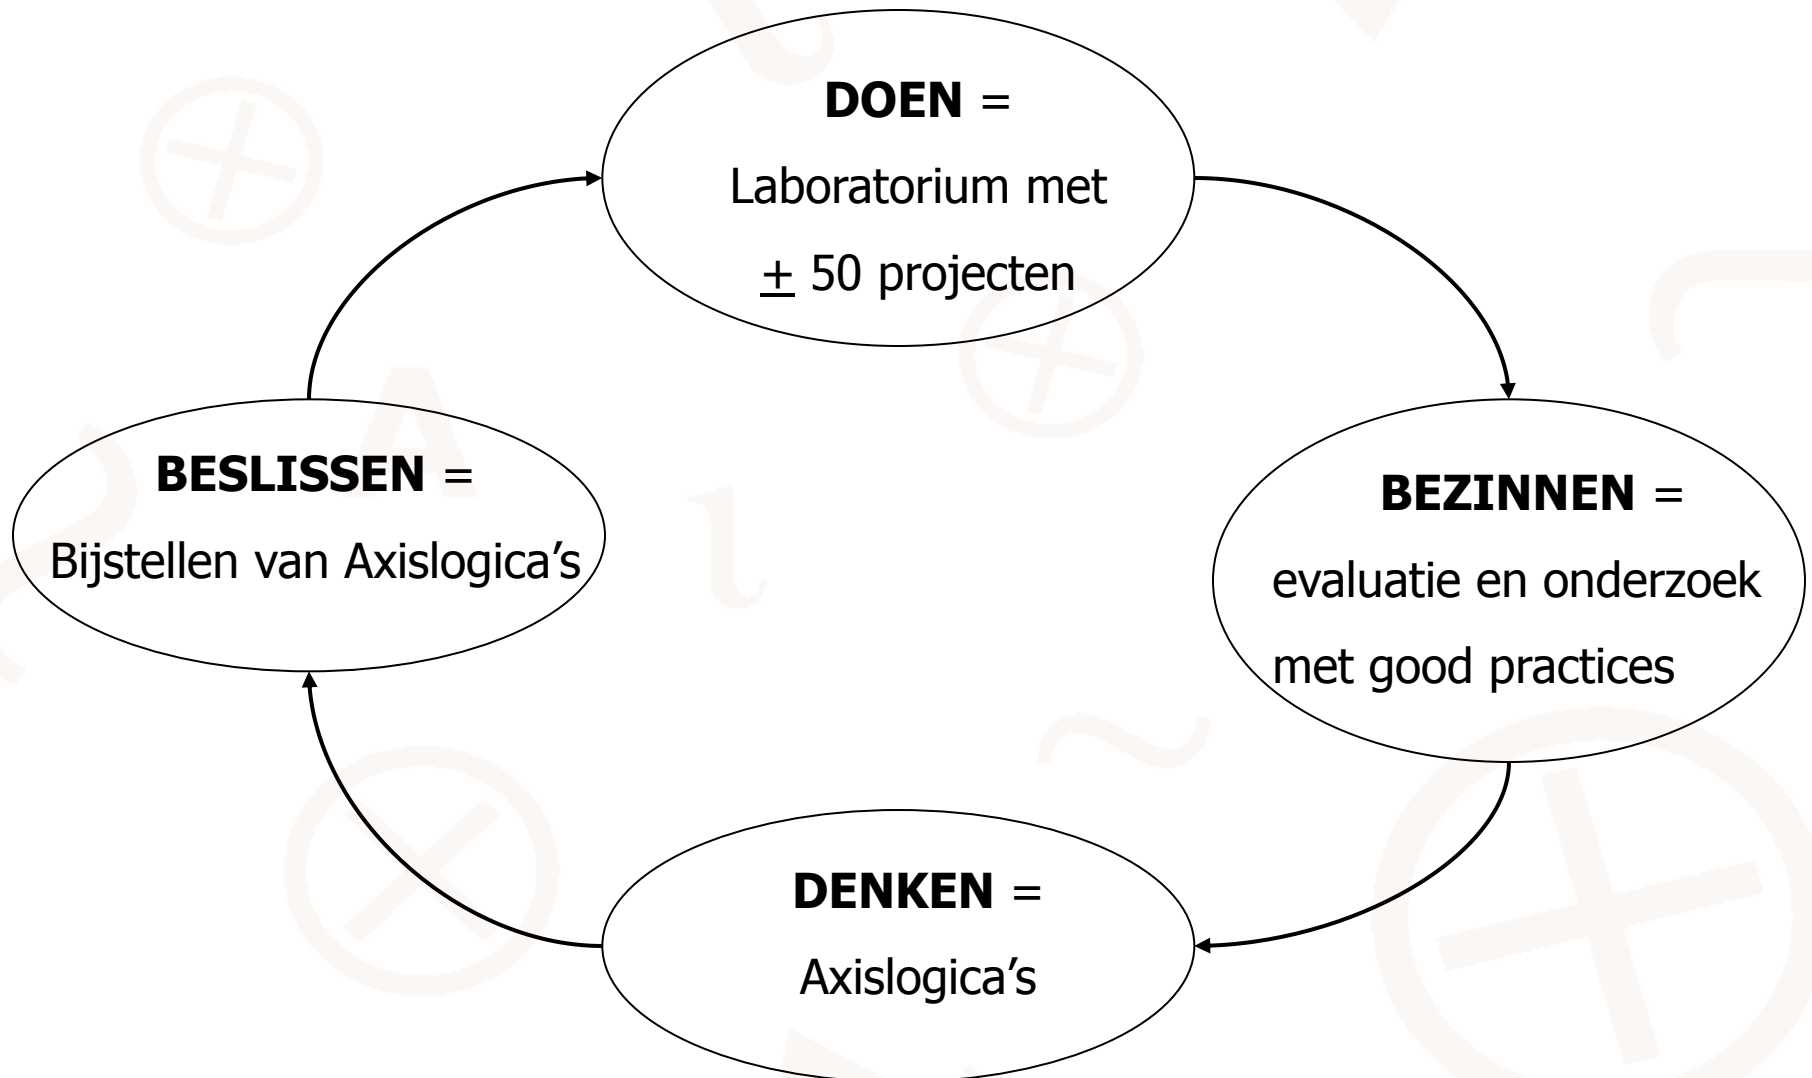 DOEN =
Laboratorium met
± 50 projecten
BESLISSEN =
Bijstellen van Axislogica’s
BEZINNEN =
evaluatie en onderzoek
met good practices
DENKEN =
Axislogica’s